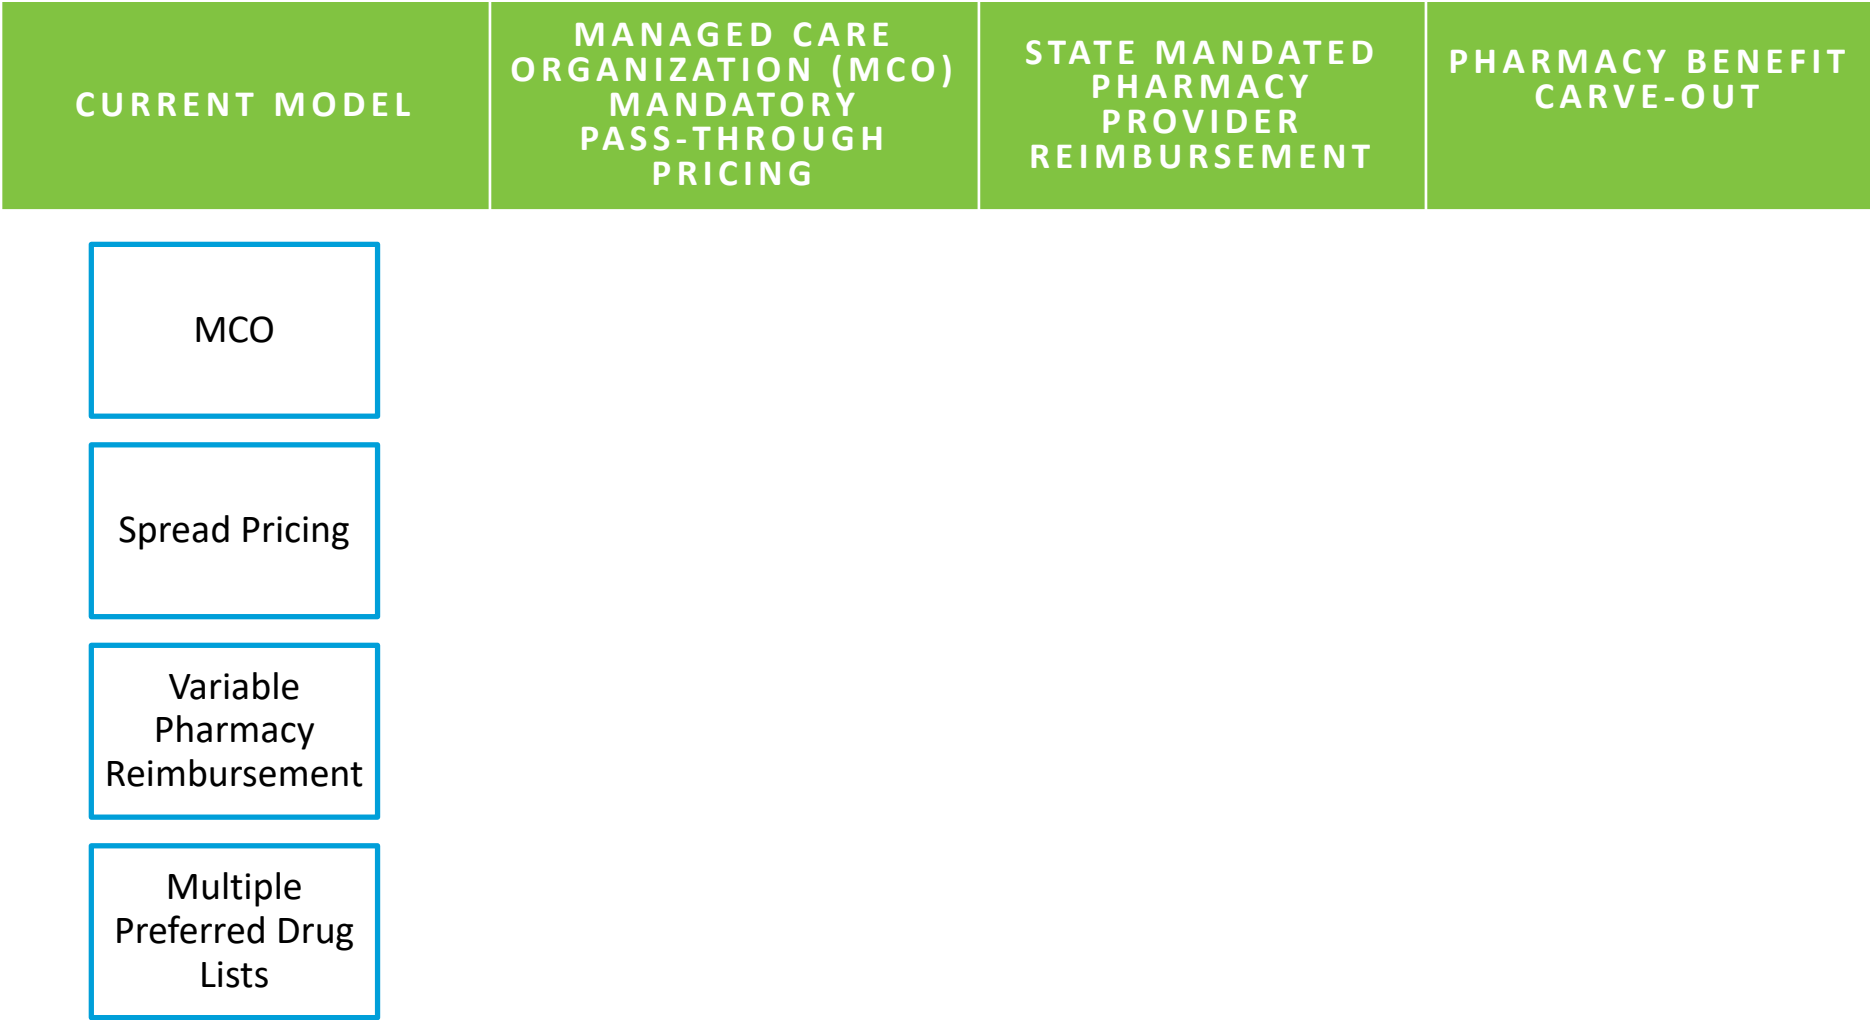 CURRENT MODEL
MANAGED CARE
ORGANIZATION (MCO)
MANDATORY
PASS-THROUGH
PRICING
STATE MANDATED
PHARMACY
PROVIDER
REIMBURSEMENT
PHARMACY BENEFIT
CARVE-OUT
MCO
Spread Pricing
Variable
Pharmacy
Reimbursement
Multiple
Preferred Drug
Lists